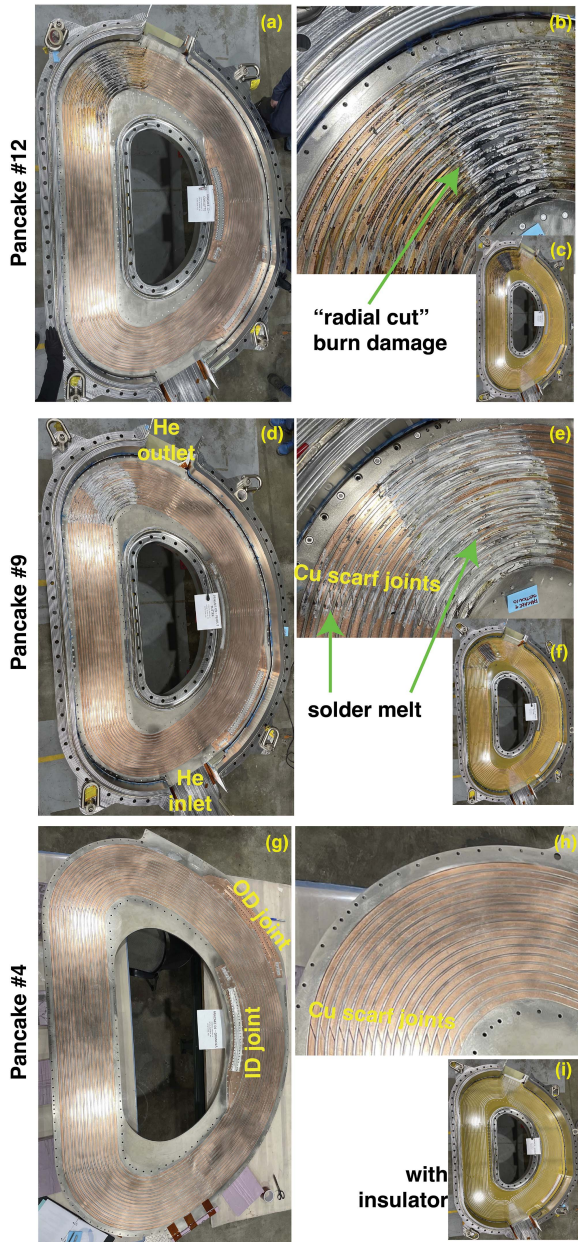 Pancake #12
(a)
(b)
“radial cut”
burn damage
(c)
Pancake #9
(d)
He
outlet
He
inlet
(e)
Cu scarf joints
solder melt
(f)
Pancake #4
(g)
OD joint
ID joint
(h)
Cu scarf joints
(i)
with
insulator